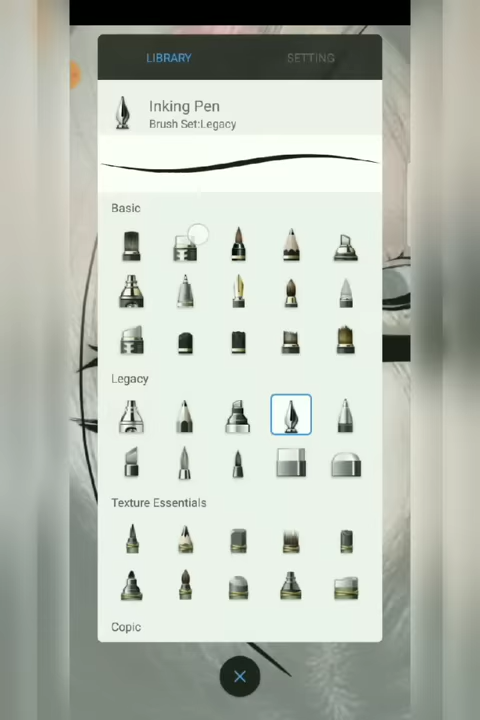 LIBRARY
SETTING
Inking Pen
Brush Set:Legacy
Basic
Legacy
Texture Essentials
Copic